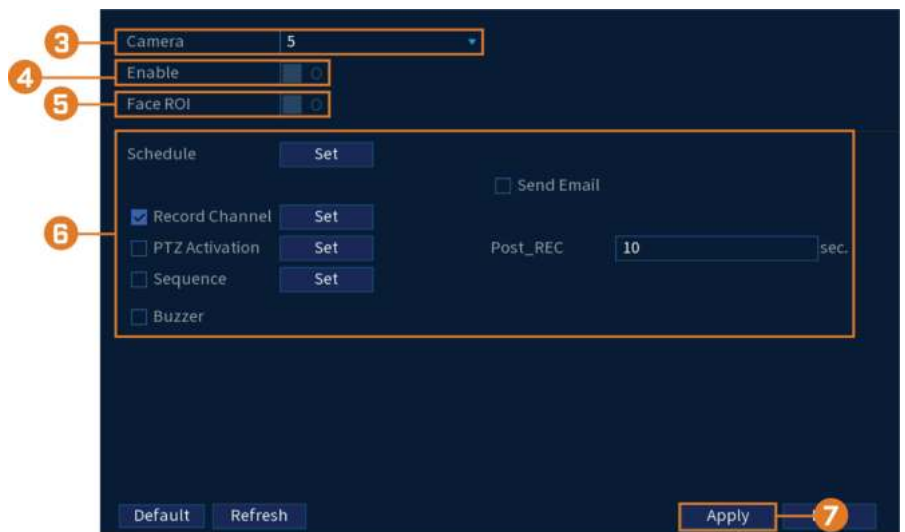 3 Camera 5
4 Enable
5 Face ROI
Schedule Set
Send Email
6 Record Channel Set
PTZ Activation Set Post_REC 10 sec.
Sequence Set
Buzzer
Default Refresh Apply 7